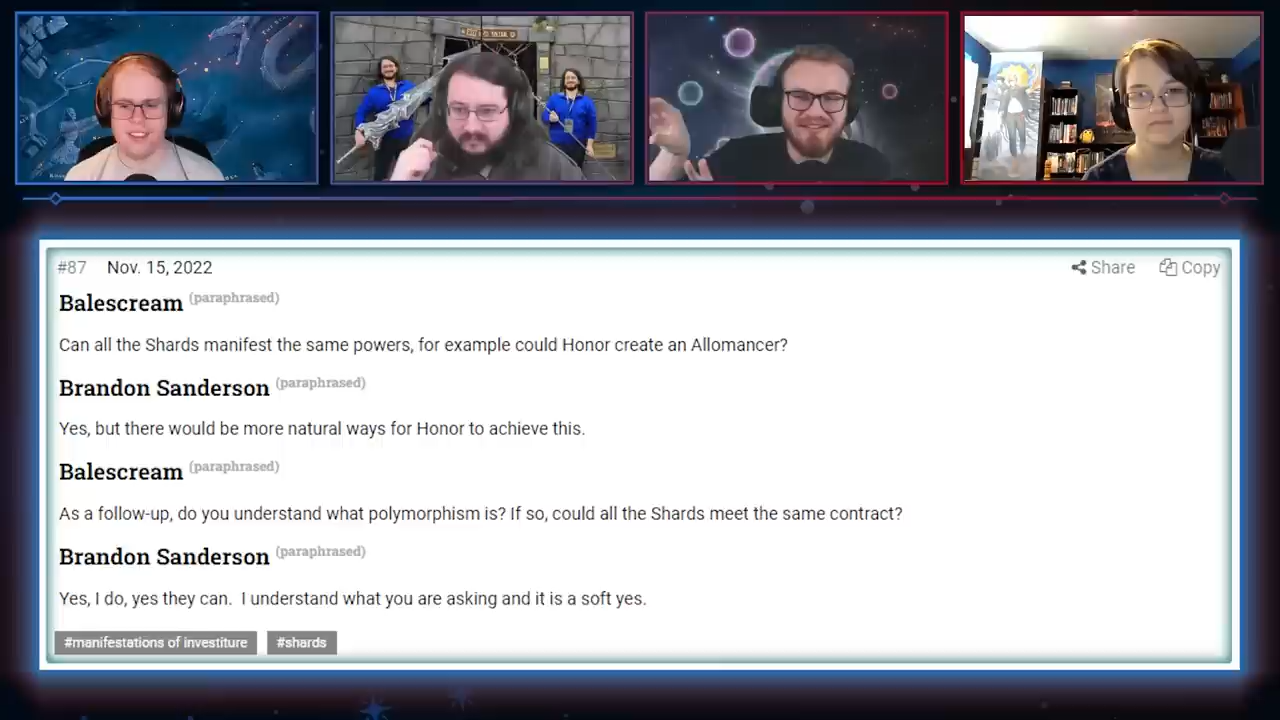 #87 Nov. 15, 2022 Share Copy
Balescream (paraphrased)
Can all the Shards manifest the same powers, for example could Honor create an Allomancer?
Brandon Sanderson (paraphrased)
Yes, but there would be more natural ways for Honor to achieve this.
Balescream (paraphrased)
As a follow-up, do you understand what polymorphism is? If so, could all the Shards meet the same contract?
Brandon Sanderson (paraphrased)
Yes, I do, yes they can. I understand what you are asking and it is a soft yes.
#manifestations of investiture #shards